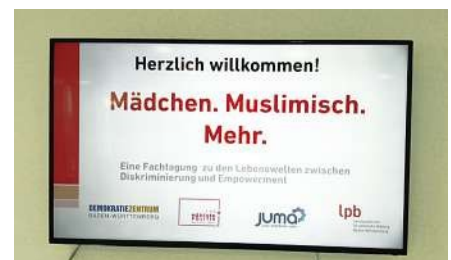 Herzlich willkommen!
Mädchen. Muslimisch.
Mehr.
Eine Fachtagung zu den Lebenswelten zwischen
Diskriminierung und Empowerment
DEMOKRATIEZENTRUM
BADEN-WÜRTTEMBERG
JUMA
lpb